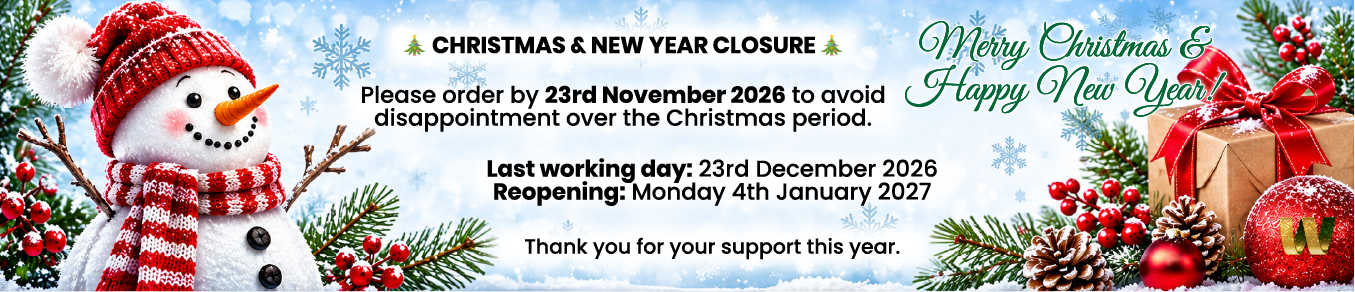 🎄 CHRISTMAS & NEW YEAR CLOSURE 🎄
Please order by 23rd November 2026 to avoid
disappointment over the Christmas period.
Last working day: 23rd December 2026
Reopening: Monday 4th January 2027
Thank you for your support this year.
Merry Christmas &
Happy New Year!
W